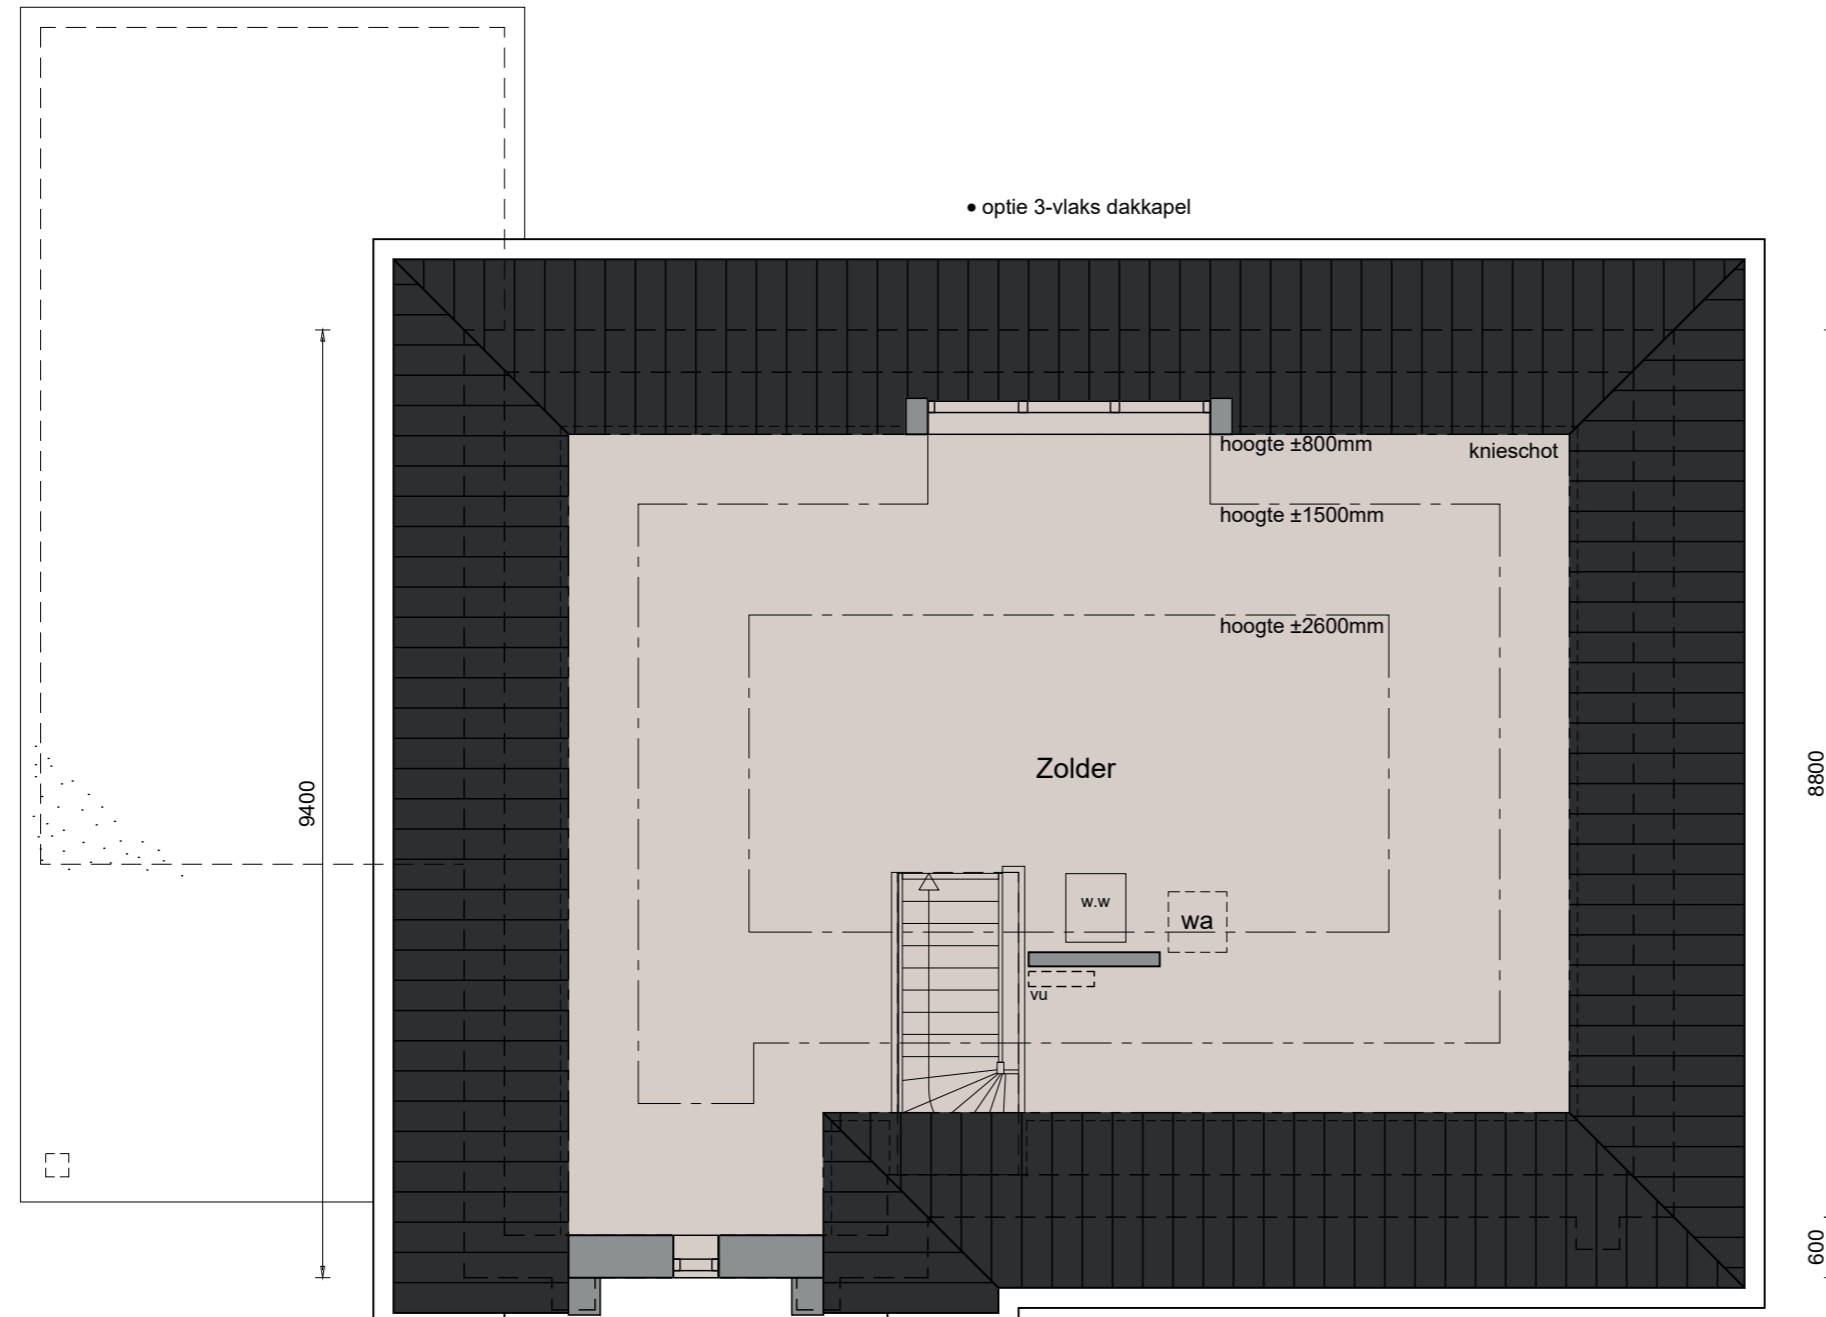 • optie 3-vlaks dakkapel
hoogte ±800mm
knieschot
hoogte ±1500mm
hoogte ±2600mm
Zolder
9400
8800
w.w
wa
vu
600